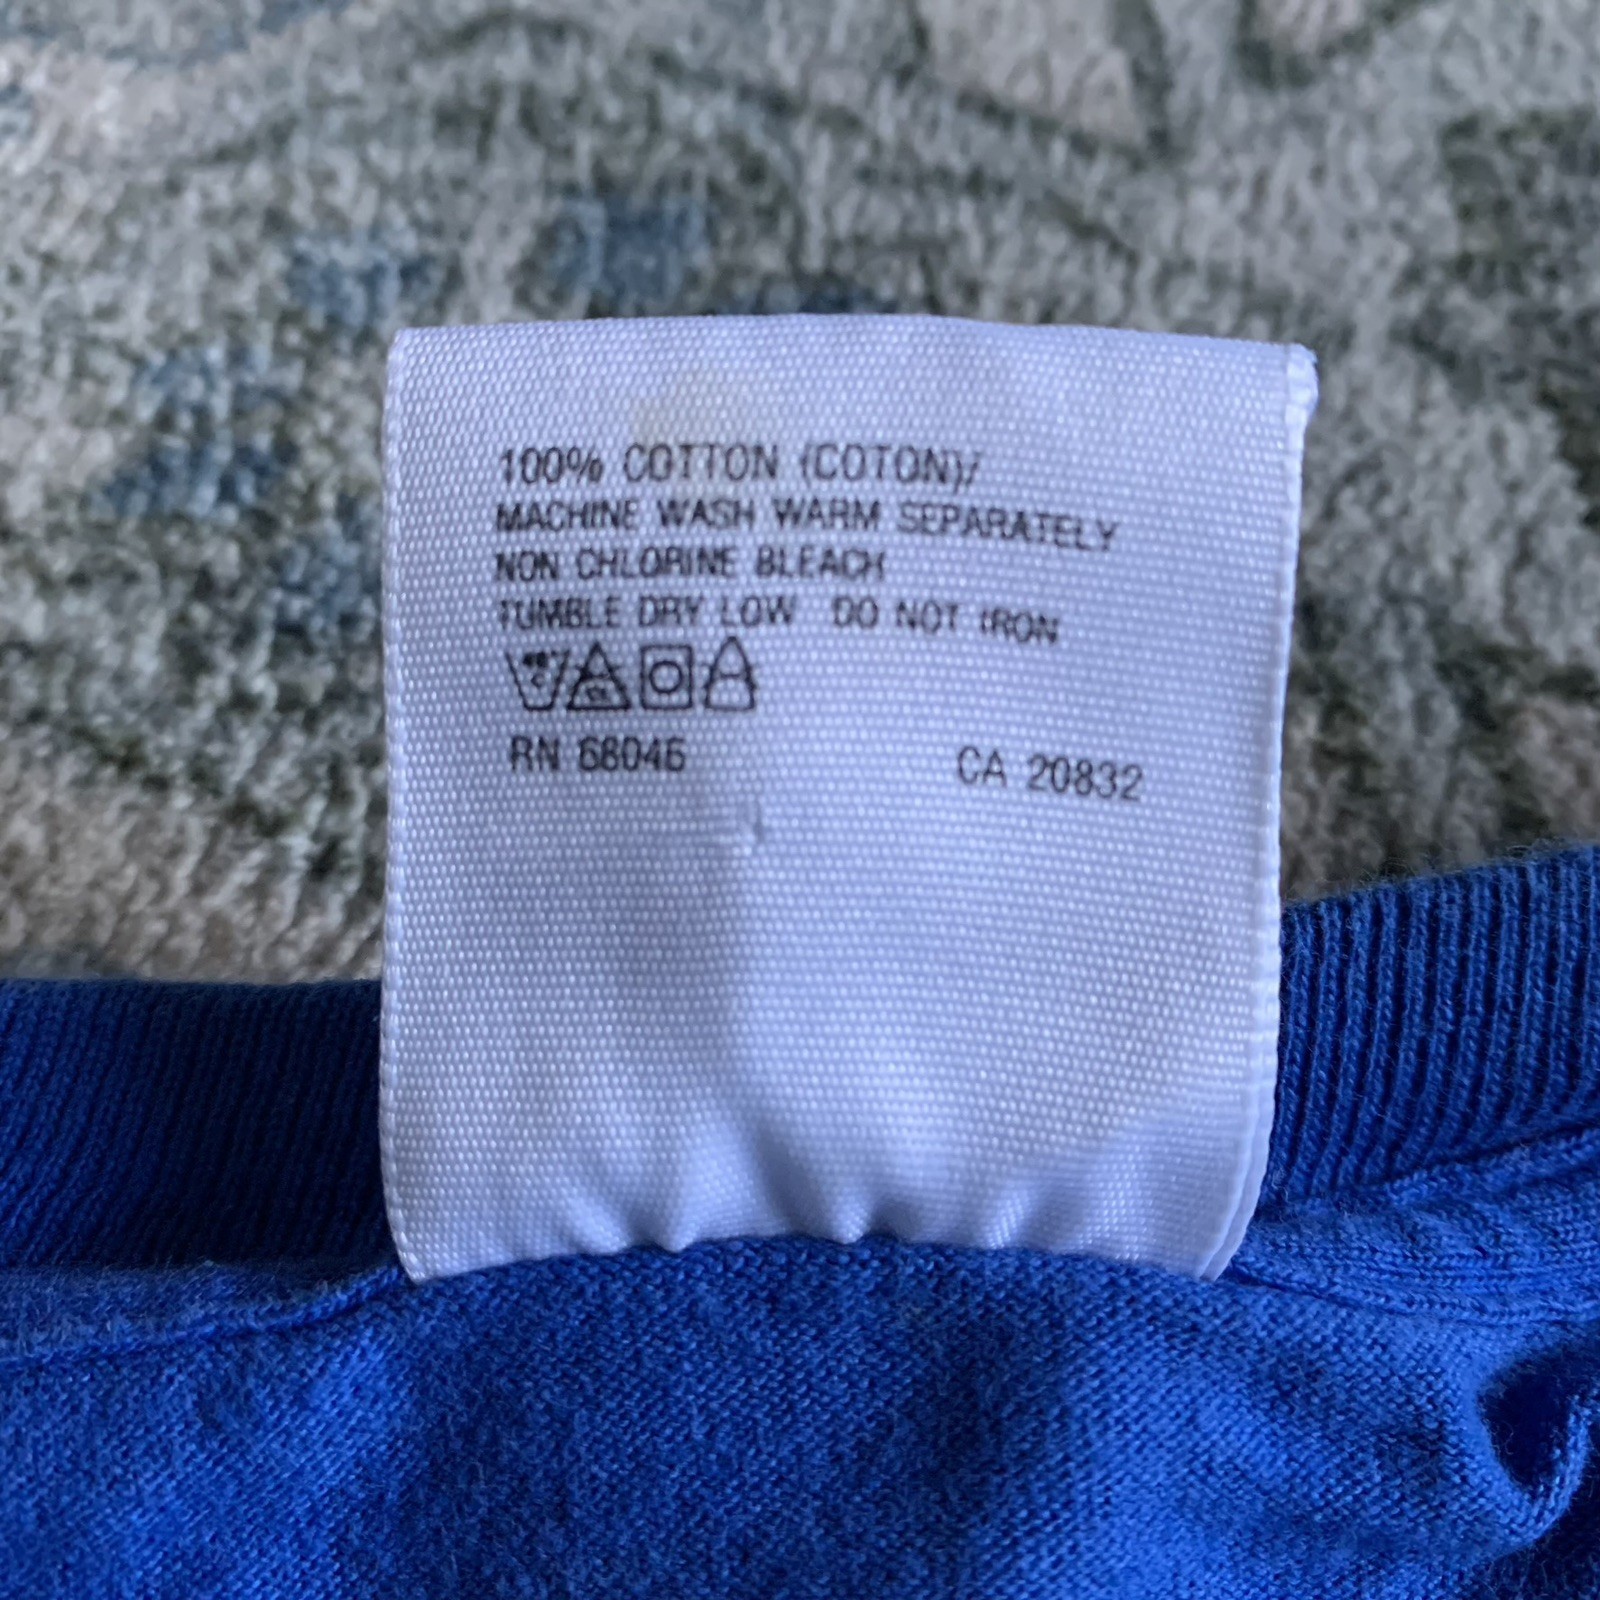 100% COTTON (COTON)/
MACHINE WASH WARM SEPARATELY
NON CHLORINE BLEACH
TUMBLE DRY LOW DO NOT IRON
RN 68046 CA 20832